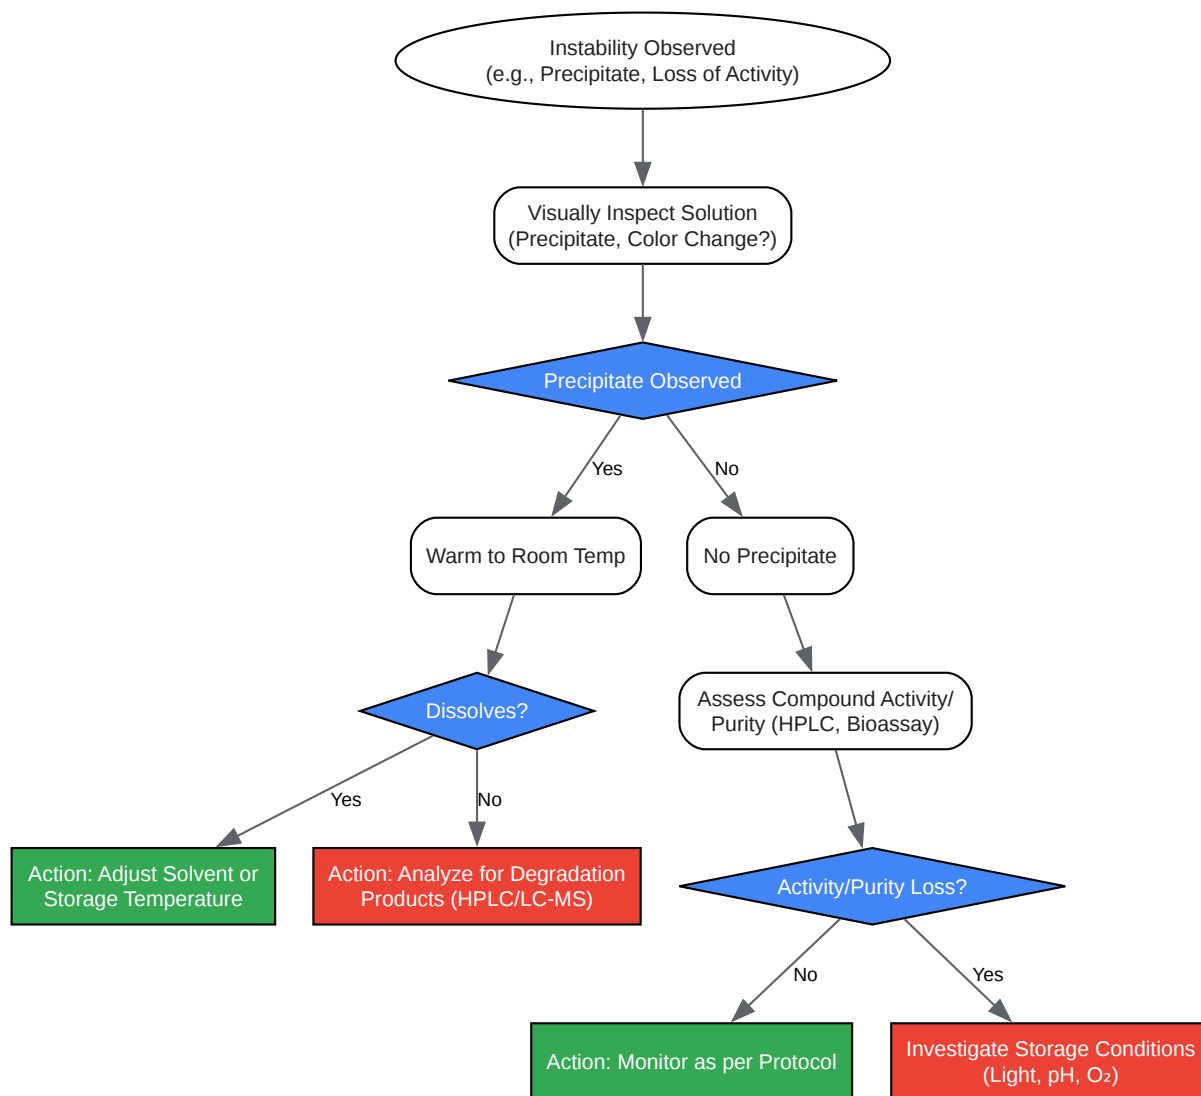 Instability Observed
(e.g., Precipitate, Loss of Activity)
Visually Inspect Solution
(Precipitate, Color Change?)
Precipitate Observed
Yes
No
Warm to Room Temp
No Precipitate
Dissolves?
Assess Compound Activity/
Purity (HPLC, Bioassay)
Yes
No
Action: Adjust Solvent or
Storage Temperature
Action: Analyze for Degradation
Products (HPLC/LC-MS)
Activity/Purity Loss?
No
Yes
Action: Monitor as per Protocol
Investigate Storage Conditions
(Light, pH, O₂)